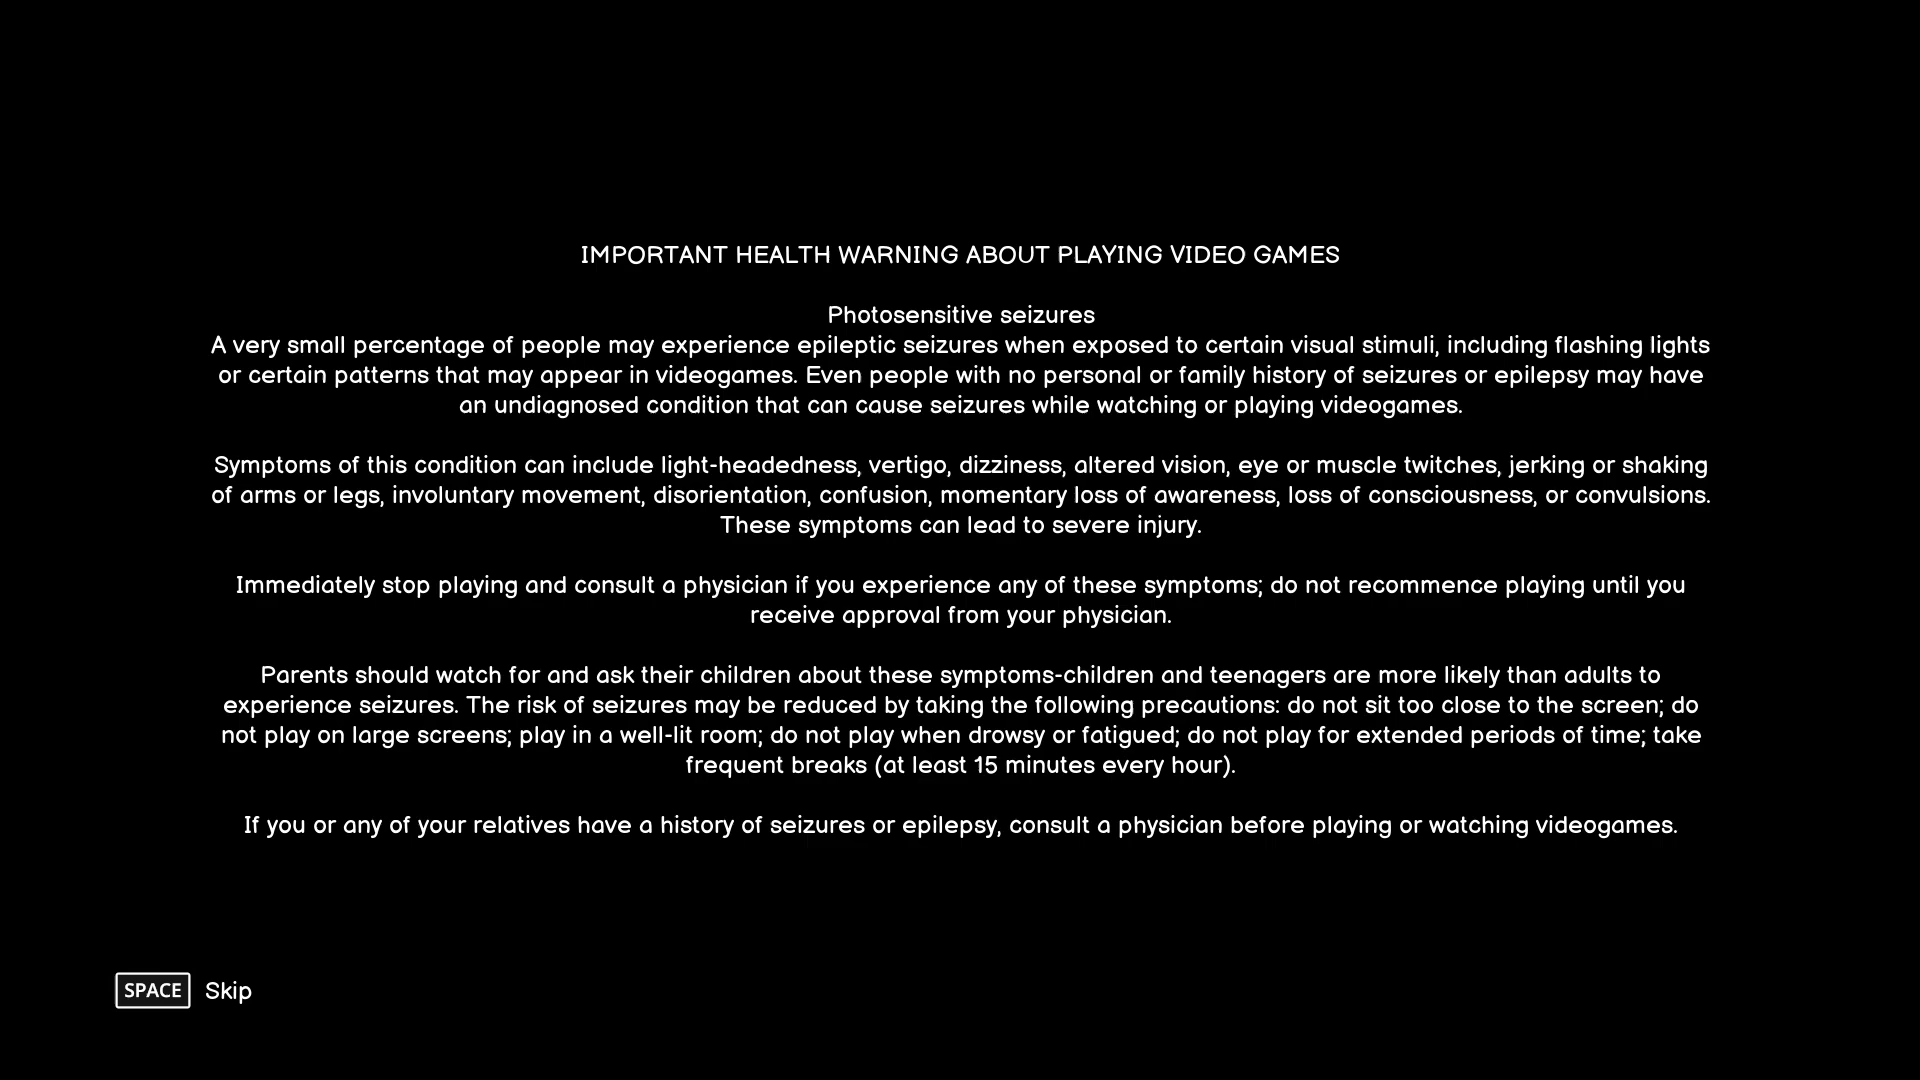 IMPORTANT HEALTH WARNING ABOUT PLAYING VIDEO GAMES
Photosensitive seizures
A very small percentage of people may experience epileptic seizures when exposed to certain visual stimuli, including flashing lights
or certain patterns that may appear in videogames. Even people with no personal or family history of seizures or epilepsy may have
an undiagnosed condition that can cause seizures while watching or playing videogames.
Symptoms of this condition can include light-headedness, vertigo, dizziness, altered vision, eye or muscle twitches, jerking or shaking
of arms or legs, involuntary movement, disorientation, confusion, momentary loss of awareness, loss of consciousness, or convulsions.
These symptoms can lead to severe injury.
Immediately stop playing and consult a physician if you experience any of these symptoms; do not recommence playing until you
receive approval from your physician.
Parents should watch for and ask their children about these symptoms-children and teenagers are more likely than adults to
experience seizures. The risk of seizures may be reduced by taking the following precautions: do not sit too close to the screen; do
not play on large screens; play in a well-lit room; do not play when drowsy or fatigued; do not play for extended periods of time; take
frequent breaks (at least 15 minutes every hour).
If you or any of your relatives have a history of seizures or epilepsy, consult a physician before playing or watching videogames.
SPACE Skip